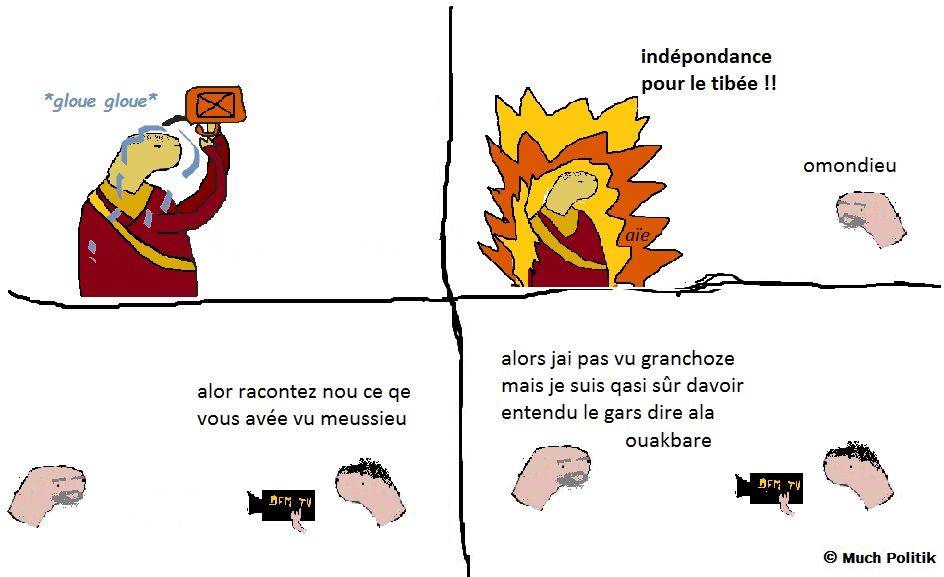 *gloue gloue*
indépondance
pour le tibée !!
omondieu
aïe
alor racontez nou ce qe
vous avée vu meussieu
BFM TV
alors jai pas vu granchoze
mais je suis qasi sûr davoir
entendu le gars dire ala
ouakbare
BFM TV
© Much Politik